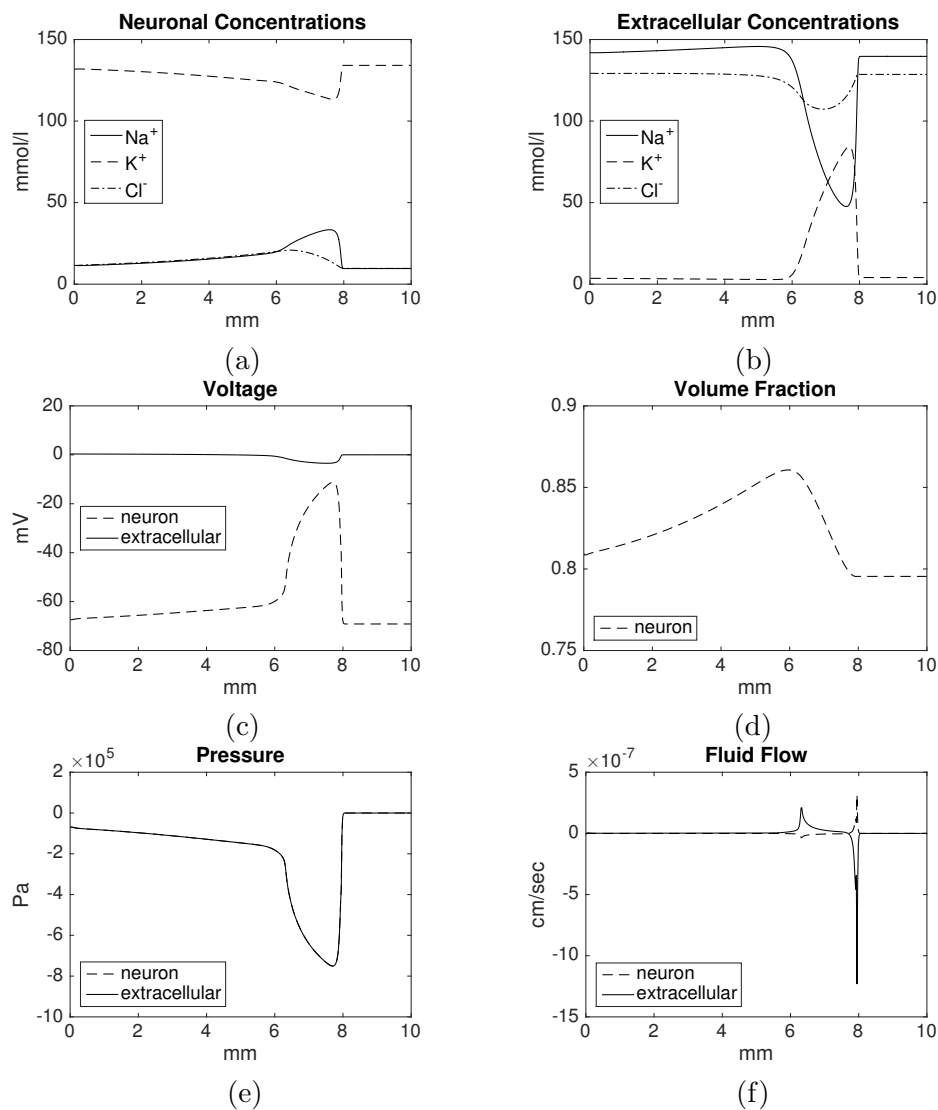 Neuronal Concentrations
150
100
50
0
mmol/l
Na+
K+
Cl-
0 2 4 6 8 10
mm
(a)
Extracellular Concentrations
150
100
50
0
mmol/l
Na+
K+
Cl-
0 2 4 6 8 10
mm
(b)
Voltage
20
0
-20
-40
-60
-80
mV
neuron
extracellular
0 2 4 6 8 10
mm
(c)
Volume Fraction
0.9
0.85
0.8
0.75
neuron
0 2 4 6 8 10
mm
(d)
Pressure
×10^5
2
0
-2
-4
-6
-8
-10
Pa
neuron
extracellular
0 2 4 6 8 10
mm
(e)
Fluid Flow
×10^-7
5
0
-5
-10
-15
cm/sec
neuron
extracellular
0 2 4 6 8 10
mm
(f)